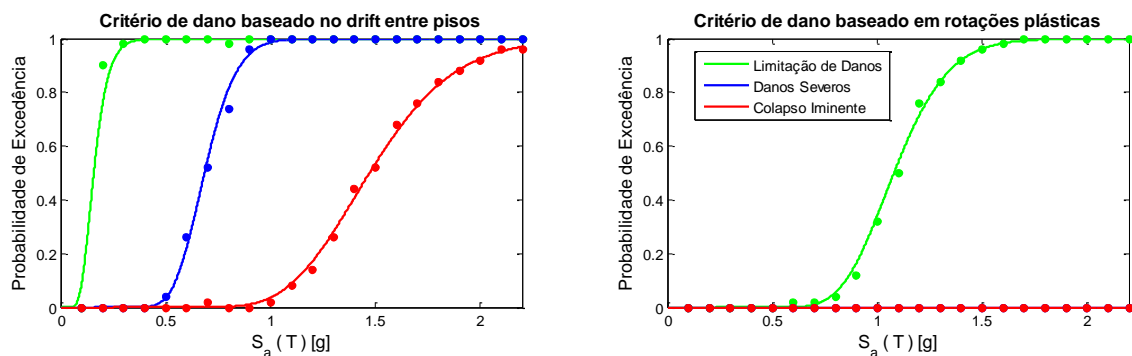 Critério de dano baseado no drift entre pisos
Probabilidade de Excedência
1
0.8
0.6
0.4
0.2
0
0 0.5 1 1.5 2
S_a ( T ) [g]
Critério de dano baseado em rotações plásticas
Probabilidade de Excedência
1
0.8
0.6
0.4
0.2
0
Limitação de Danos
Danos Severos
Colapso Iminente
0 0.5 1 1.5 2
S_a ( T ) [g]